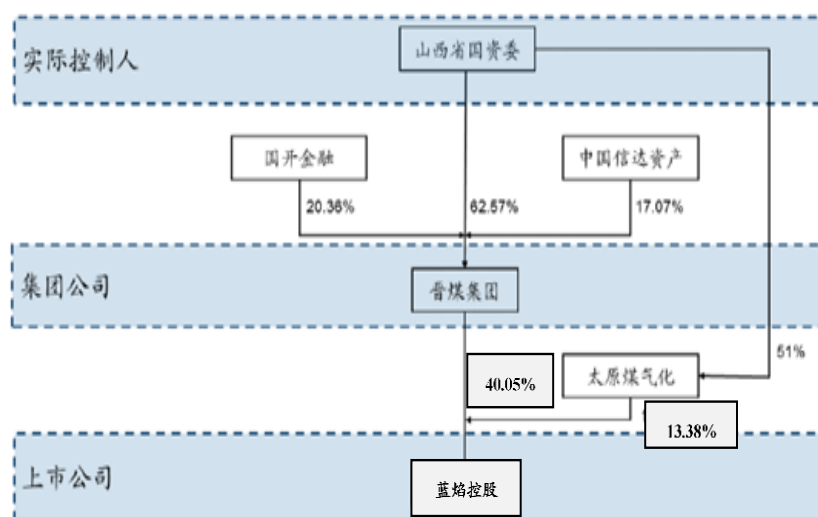 实际控制人
山西省国资委
国开金融
中国信达资产
20.36%
62.57%
17.07%
集团公司
晋煤集团
51%
40.05%
太原煤气化
13.38%
上市公司
蓝焰控股